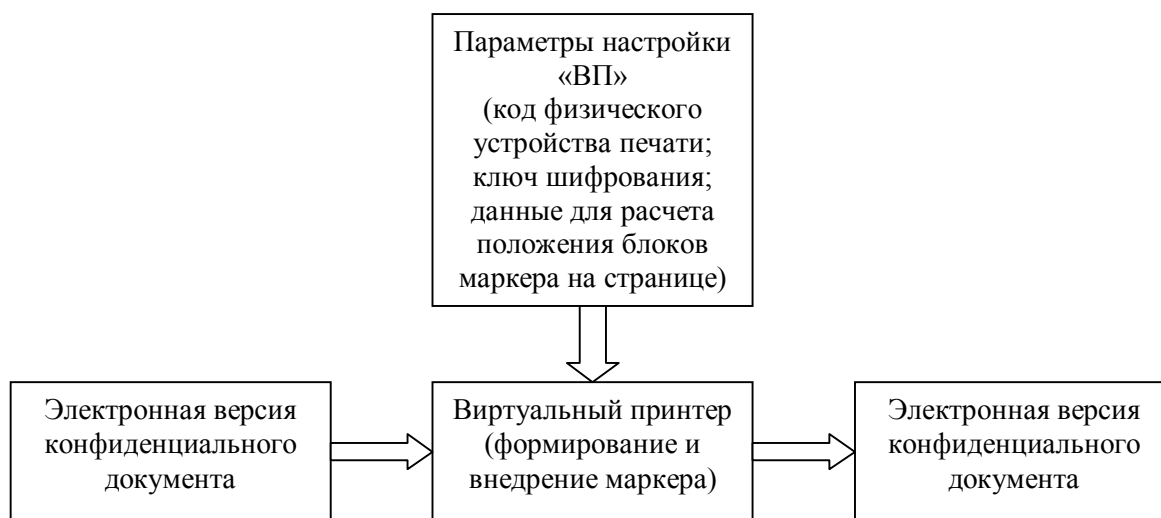 Параметры настройки
«ВП»
(код физического
устройства печати;
ключ шифрования;
данные для расчета
положения блоков
маркера на странице)
Электронная версия
конфиденциального
документа
Виртуальный принтер
(формирование и
внедрение маркера)
Электронная версия
конфиденциального
документа